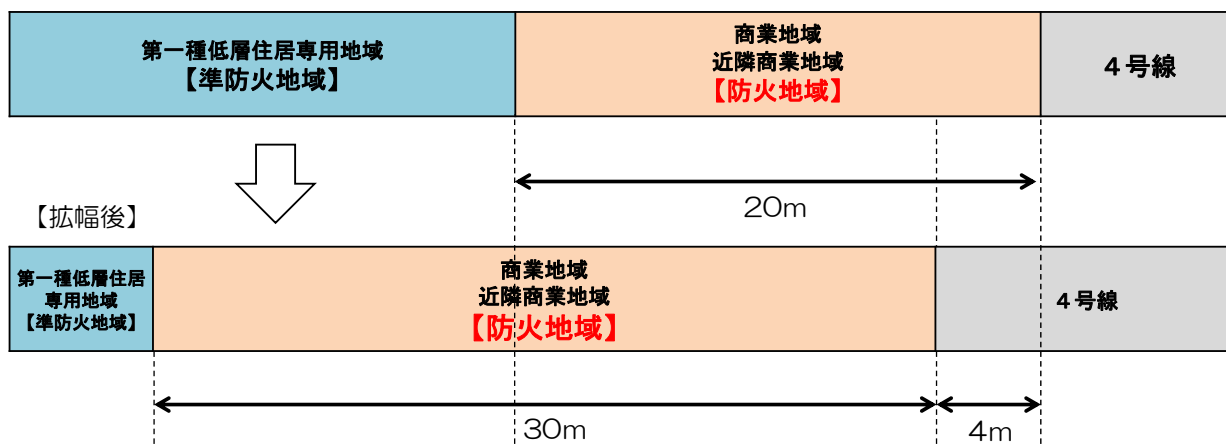 第一種低層住居専用地域
【準防火地域】
商業地域
近隣商業地域
【防火地域】
４号線
20m
【拡幅後】
第一種低層住居
専用地域
【準防火地域】
商業地域
近隣商業地域
【防火地域】
４号線
30m
4m